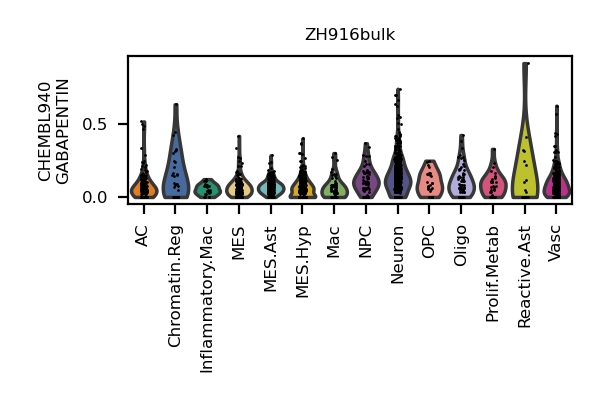 ZH916bulk
CHEMBL940
GABAPENTIN
0.5
0.0
AC
Chromatin.Reg
Inflammatory.Mac
MES
MES.Ast
MES.Hyp
Mac
NPC
Neuron
OPC
Oligo
Prolif.Metab
Reactive.Ast
Vasc